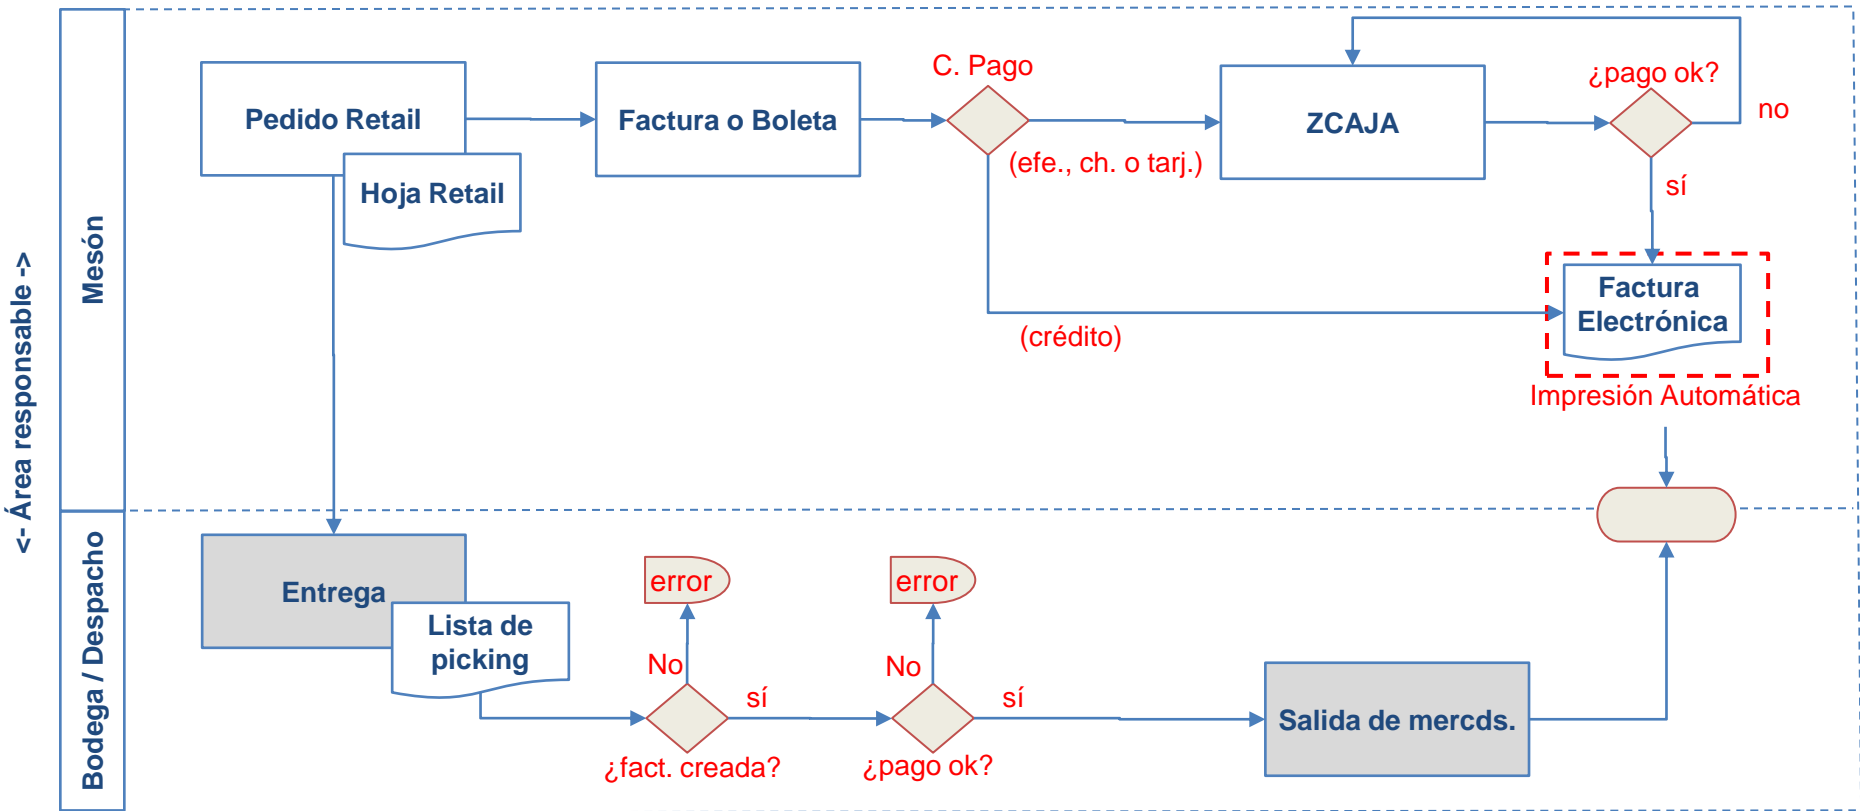 <- Área responsable ->
Mesón
Pedido Retail
Hoja Retail
Factura o Boleta
C. Pago
(efe., ch. o tarj.)
(crédito)
ZCAJA
¿pago ok?
no
sí
Factura
Electrónica
Impresión Automática
Bodega / Despacho
Entrega
Lista de
picking
error
No
sí
¿fact. creada?
error
No
sí
¿pago ok?
Salida de mercds.